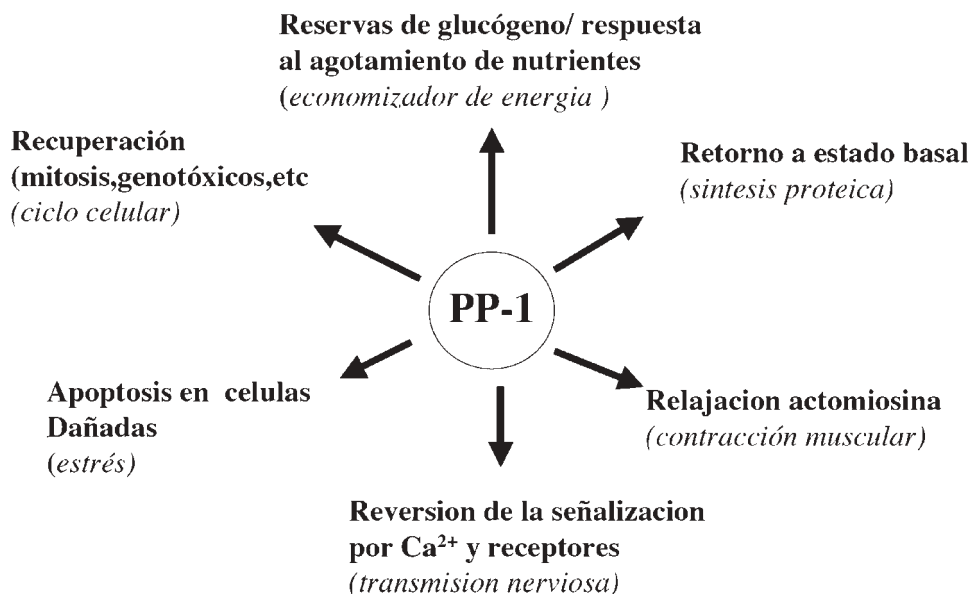 Reservas de glucógeno/ respuesta
al agotamiento de nutrientes
(economizador de energia )
Recuperación
(mitosis,genotóxicos,etc
(ciclo celular)
Retorno a estado basal
(sintesis proteica)
PP-1
Apoptosis en celulas
Dañadas
(estrés)
Relajacion actomiosina
(contracción muscular)
Reversion de la señalizacion
por Ca²⁺ y receptores
(transmision nerviosa)